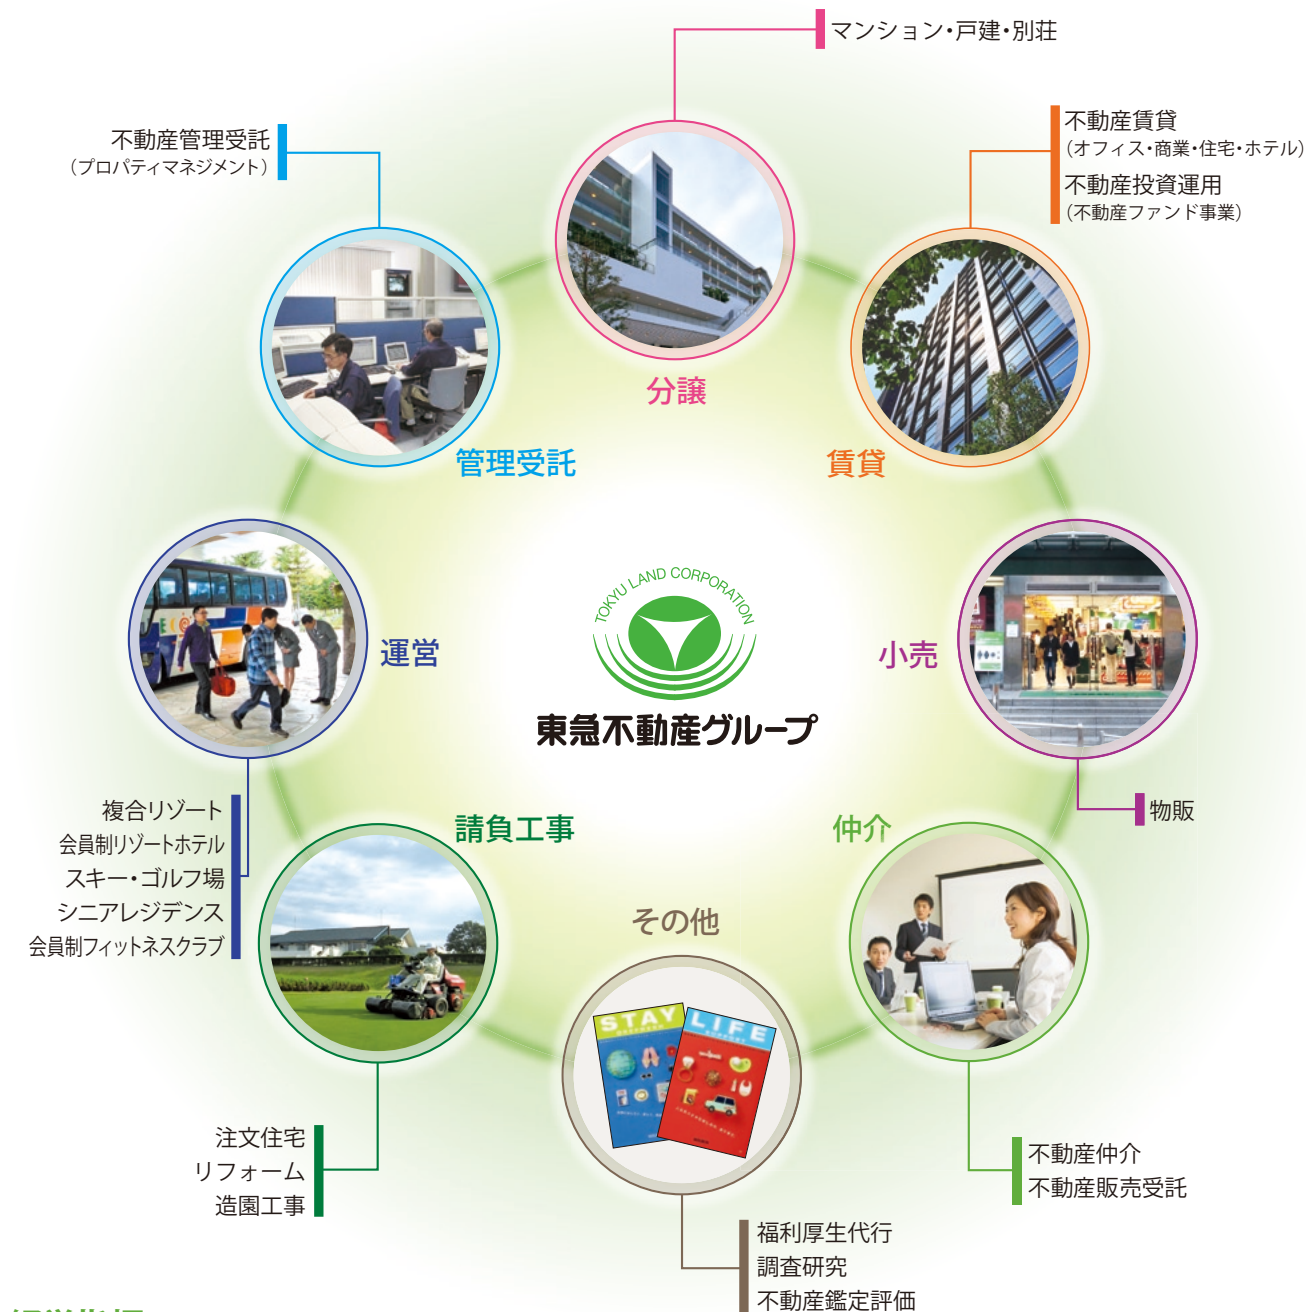 マンション・戸建・別荘
不動産管理受託
（プロパティマネジメント）
不動産賃貸
（オフィス・商業・住宅・ホテル）
不動産投資運用
（不動産ファンド事業）
分譲
管理受託
賃貸
TOKYU LAND CORPORATION
東急不動産グループ
運営
小売
複合リゾート
会員制リゾートホテル
スキー・ゴルフ場
シニアレジデンス
会員制フィットネスクラブ
物販
請負工事
仲介
その他
STAY
LIFE
注文住宅
リフォーム
造園工事
不動産仲介
不動産販売受託
福利厚生代行
調査研究
不動産鑑定評価